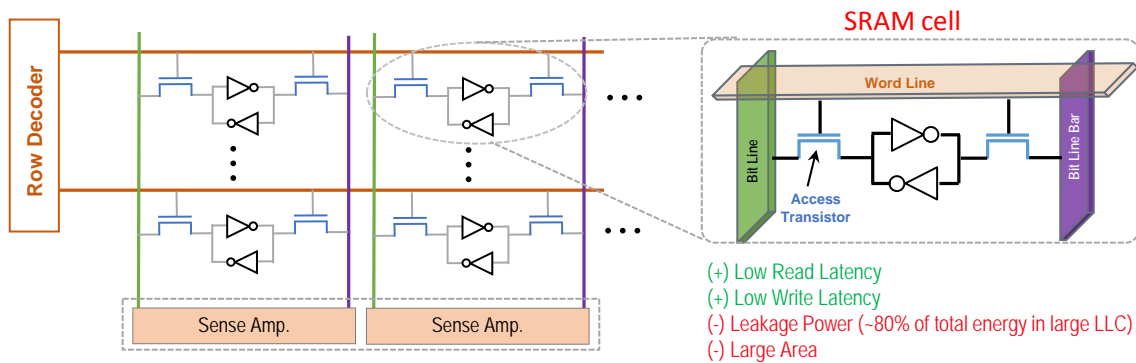 SRAM cell
Row Decoder
Word Line
Bit Line
Bit Line Bar
Access
Transistor
Sense Amp.
Sense Amp.
(+) Low Read Latency
(+) Low Write Latency
(-) Leakage Power (~80% of total energy in large LLC)
(-) Large Area